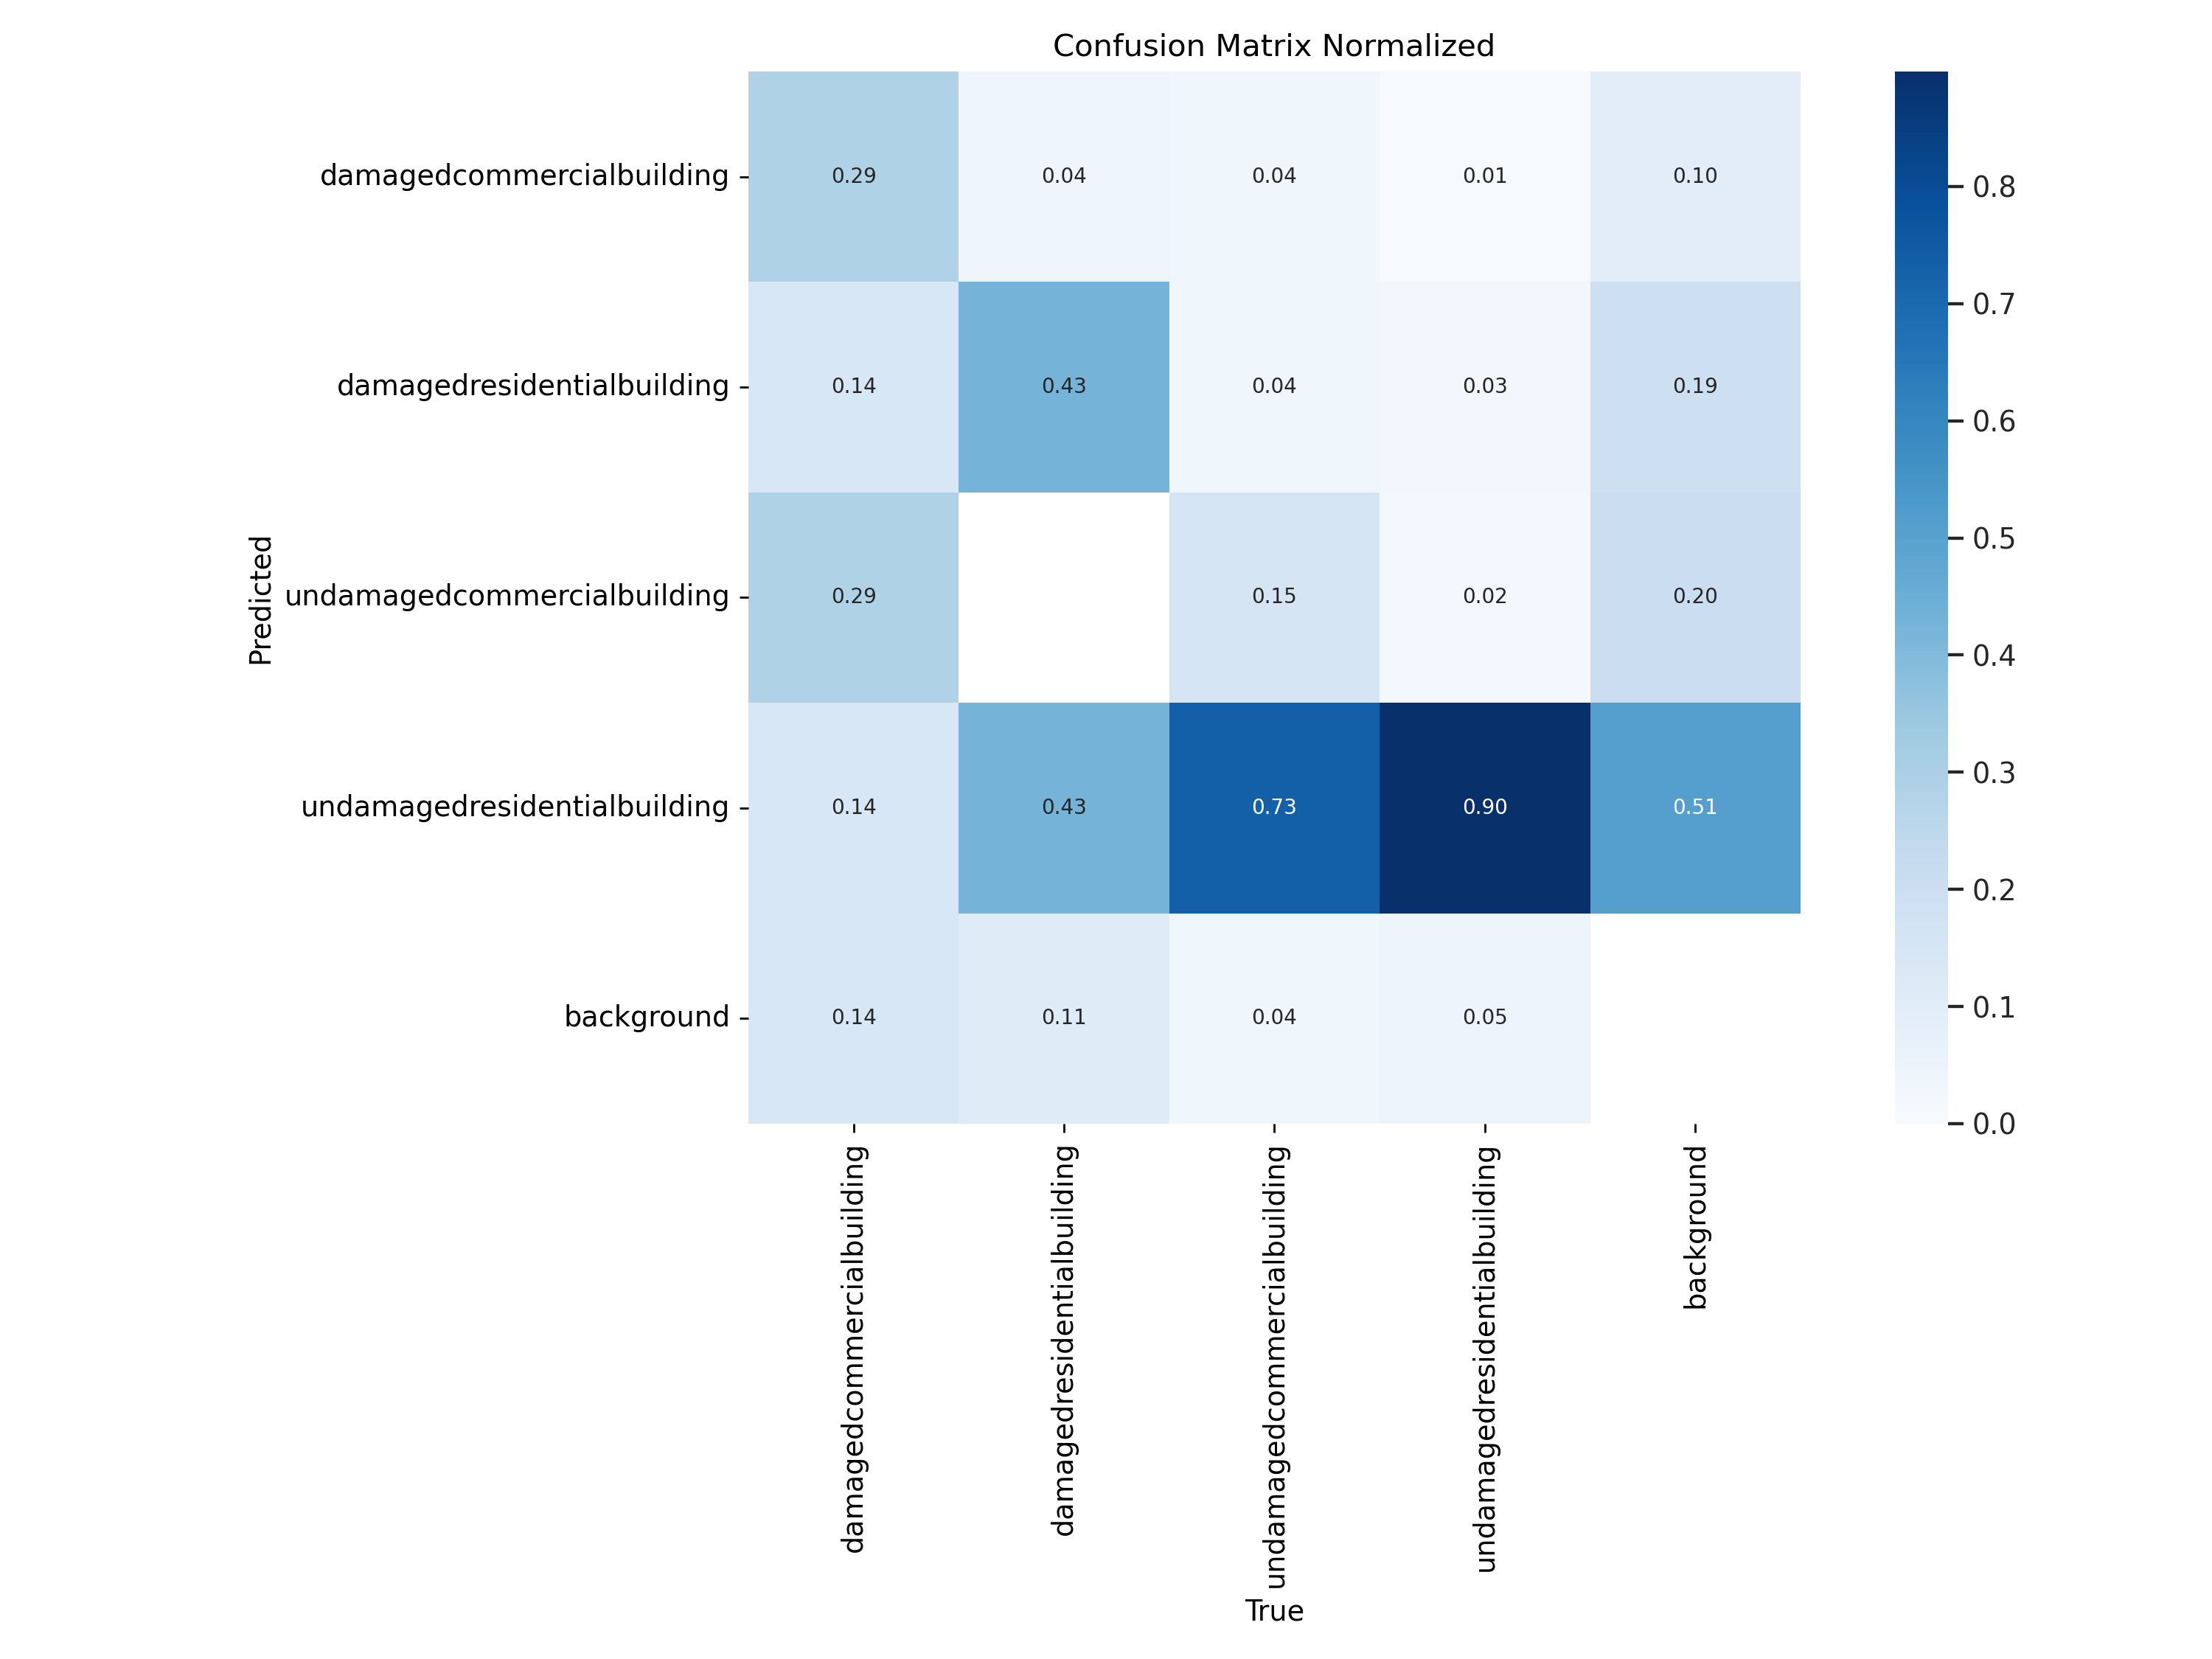 Confusion Matrix Normalized
damagedcommercialbuilding 0.29 0.04 0.04 0.01 0.10
damagedresidentialbuilding 0.14 0.43 0.04 0.03 0.19
undamagedcommercialbuilding 0.29 0.15 0.02 0.20
undamagedresidentialbuilding 0.14 0.43 0.73 0.90 0.51
background 0.14 0.11 0.04 0.05
Predicted
damagedcommercialbuilding
damagedresidentialbuilding
undamagedcommercialbuilding
undamagedresidentialbuilding
background
True
0.8
0.7
0.6
0.5
0.4
0.3
0.2
0.1
0.0